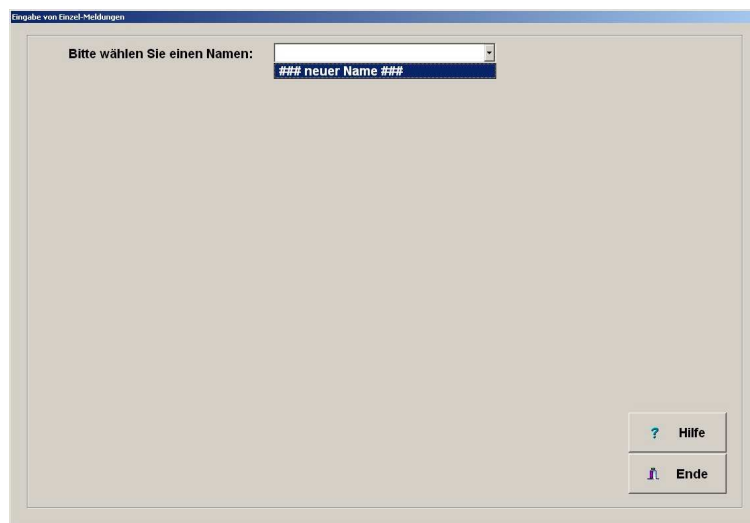 Eingabe von Einzel-Meldungen
Bitte wählen Sie einen Namen:
### neuer Name ###
? Hilfe
Ende